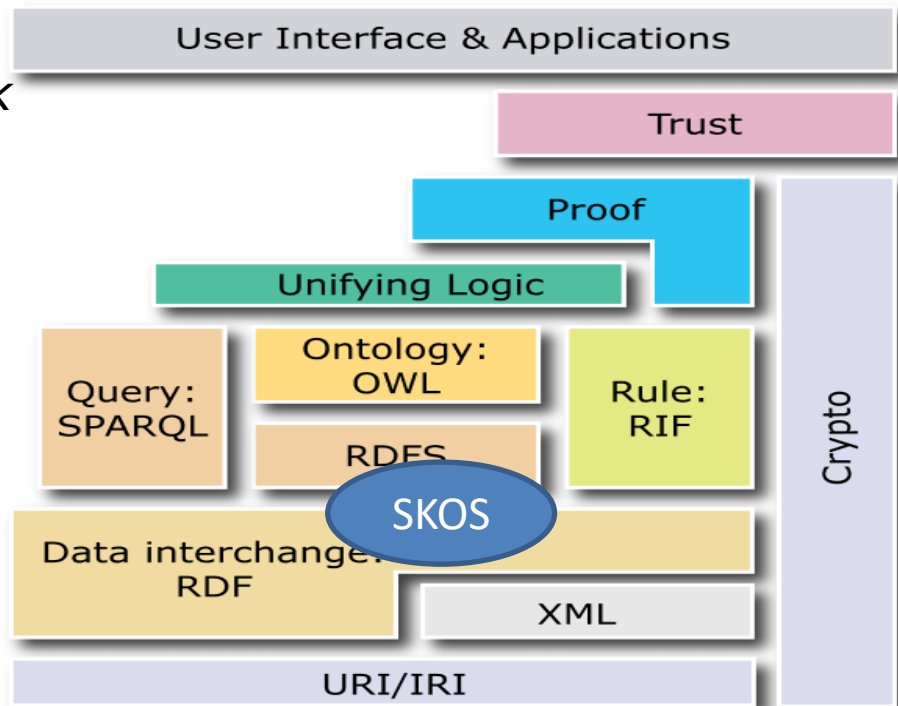 User Interface & Applications
k
Trust
Proof
Unifying Logic
Ontology:
OWL
Query:
SPARQL
Rule:
RIF
RDFS
SKOS
Data interchange:
RDF
XML
URI/IRI
Crypto